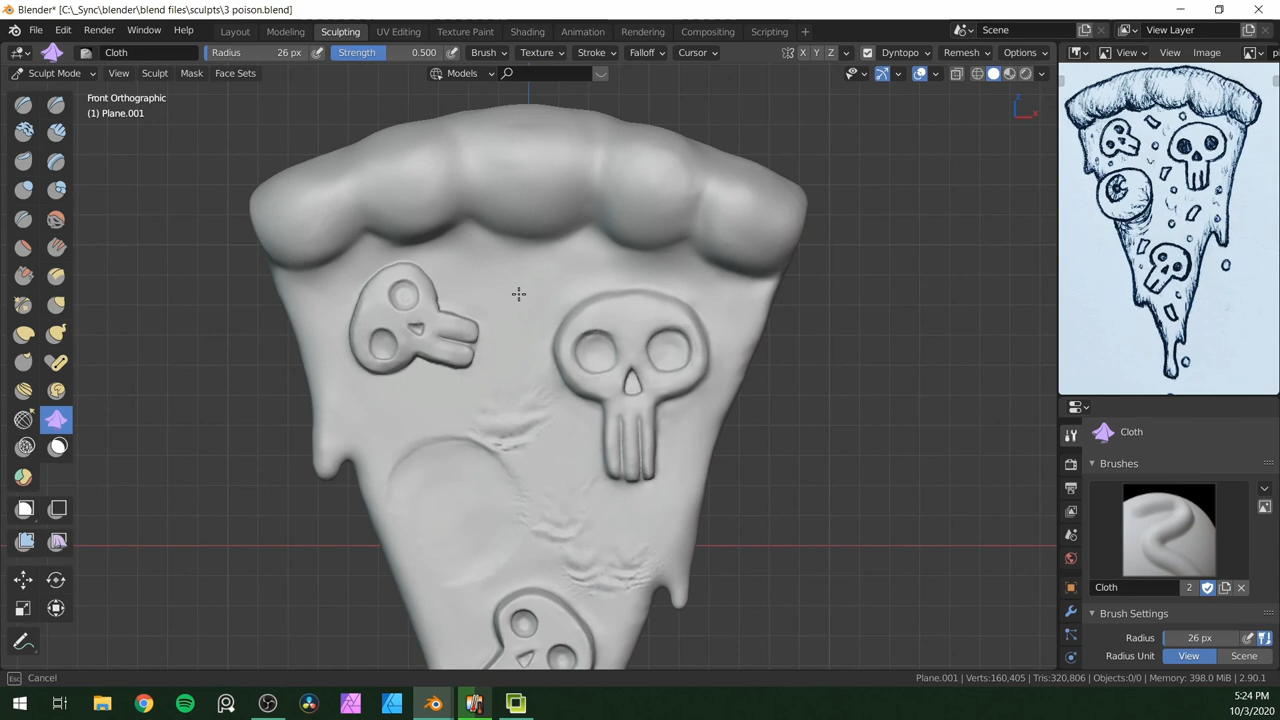 Blender* [C:\_Sync\blender\blend files\sculpts\3 poison.blend]
File Edit Render Window Help Layout Modeling Sculpting UV Editing Texture Paint Shading Animation Rendering Compositing Scripting + Scene View Layer
Cloth Radius 26 px Strength 0.500 Brush Texture Stroke Falloff Cursor X Y Z Dyntopo Remesh Options View View Image
Sculpt Mode View Sculpt Mask Face Sets Models
Front Orthographic
(1) Plane.001
Z
X
Cloth
Brushes
Cloth 2
Brush Settings
Radius 26 px
Radius Unit View Scene
Esc Cancel Plane.001 | Verts:160,405 | Tris:320,806 | Objects:0/0 | Memory: 398.0 MiB | 2.90.1
5:24 PM
10/3/2020